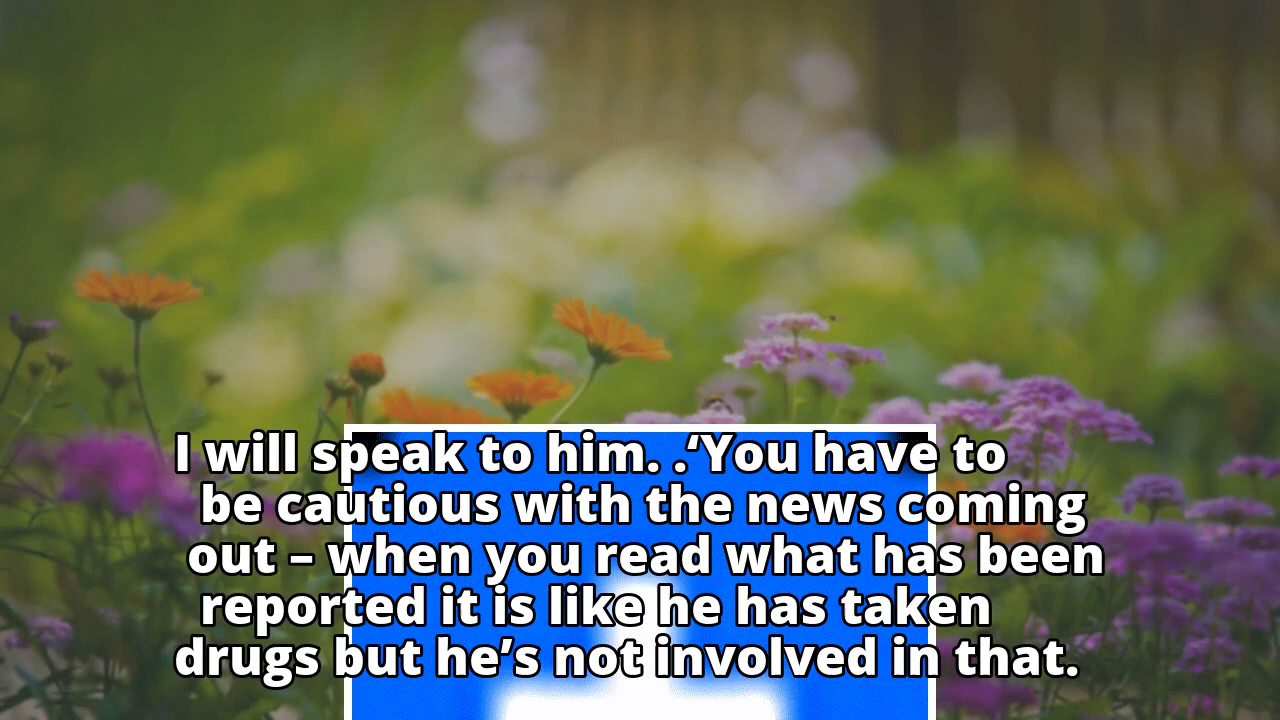 I will speak to him. .‘You have to
be cautious with the news coming
out – when you read what has been
reported it is like he has taken
drugs but he’s not involved in that.